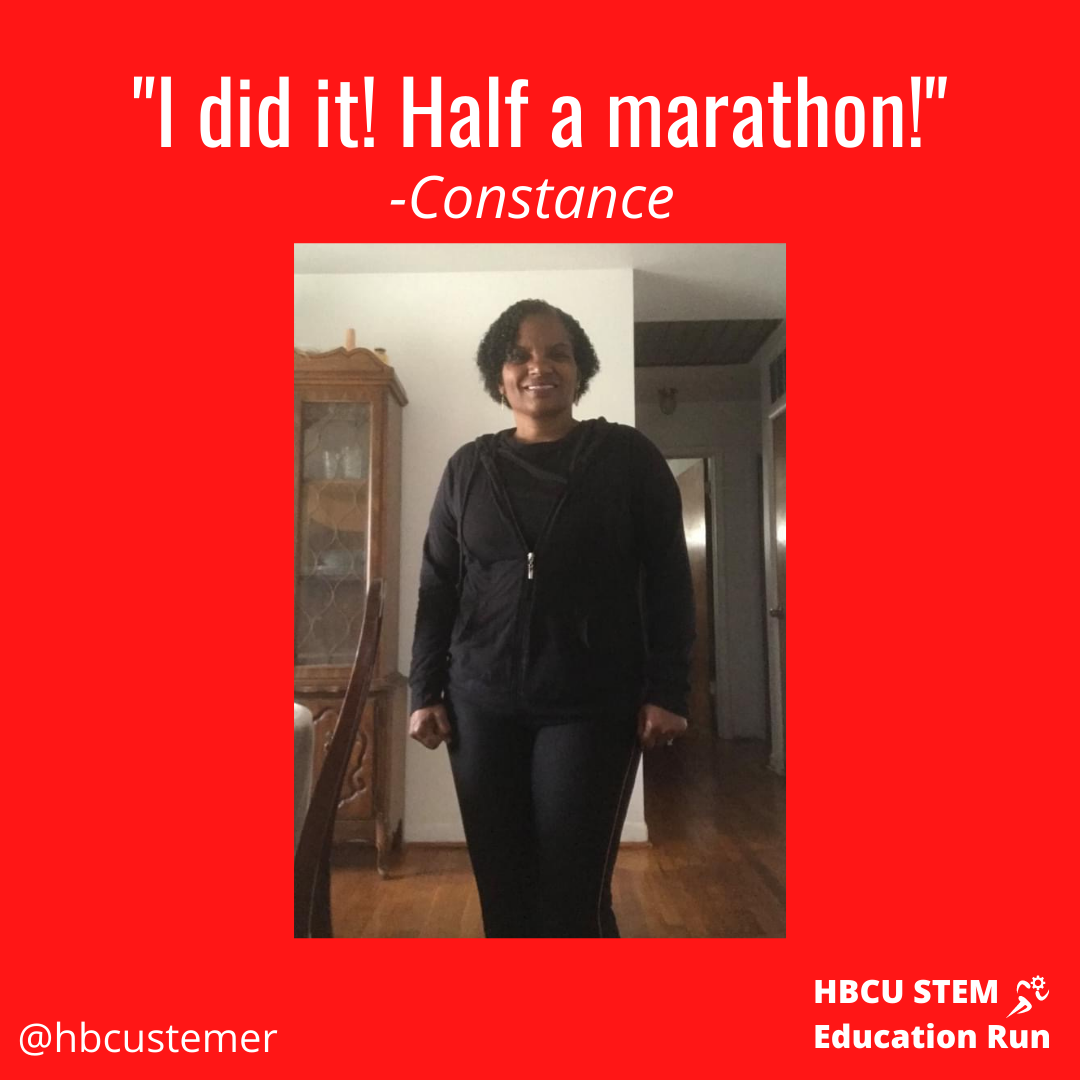 "I did it! Half a marathon!"
-Constance
@hbcustemer
HBCU STEM
Education Run